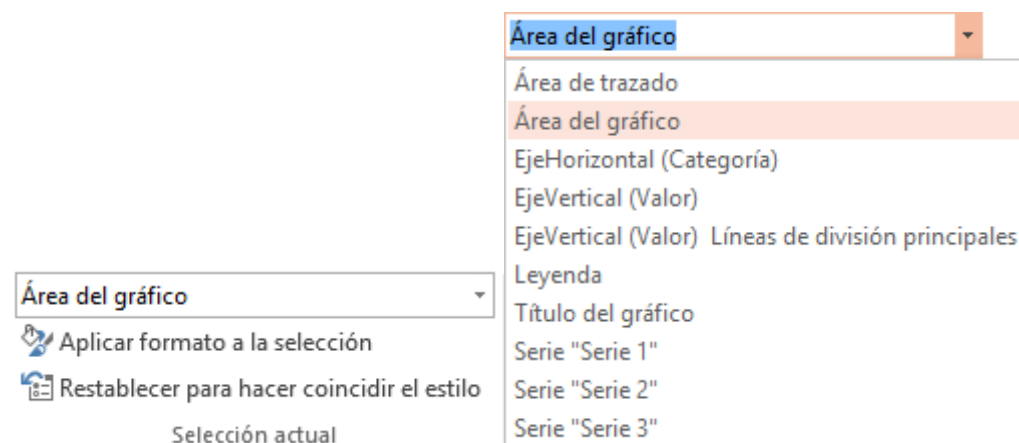 Área del gráfico
Área de trazado
Área del gráfico
EjeHorizontal (Categoría)
EjeVertical (Valor)
EjeVertical (Valor)  Líneas de división principales
Leyenda
Título del gráfico
Serie "Serie 1"
Serie "Serie 2"
Serie "Serie 3"
Área del gráfico
Aplicar formato a la selección
Restablecer para hacer coincidir el estilo
Selección actual